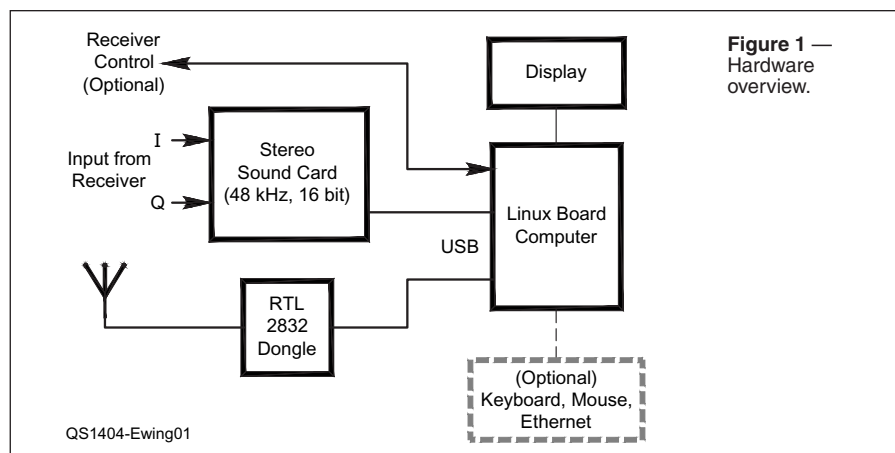 Receiver
Control
(Optional)
Display
Figure 1 —
Hardware
overview.
I
Input from
Receiver
Q
Stereo
Sound Card
(48 kHz, 16 bit)
Linux Board
Computer
USB
RTL
2832
Dongle
(Optional)
Keyboard, Mouse,
Ethernet
QS1404-Ewing01